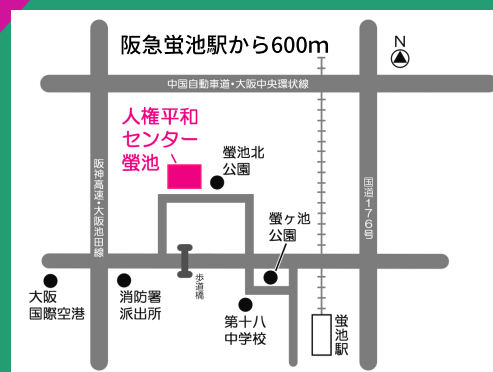 阪急蛍池駅から600m
N
中国自動車道・大阪中央環状線
人権平和
センター
螢池
螢池北
公園
阪神高速・大阪池田線
国道176号
螢ヶ池
公園
大阪
国際空港
消防署
派出所
歩道橋
第十八
中学校
蛍池駅